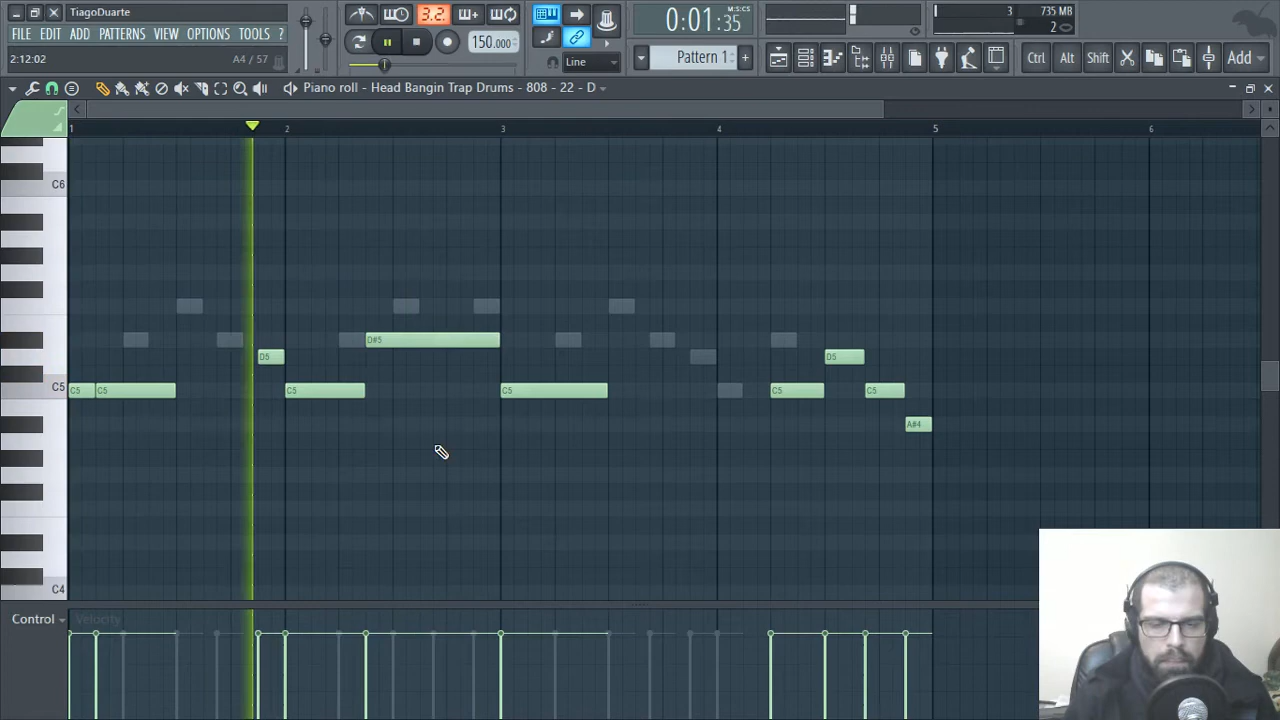 TiagoDuarte
3.2.
0:01:35
M:S:CS
3
735 MB
2
FILE EDIT ADD PATTERNS VIEW OPTIONS TOOLS ?
150.000
Pattern 1
Ctrl Alt Shift
Add
2:12:02
A4 / 57
Line
Piano roll - Head Bangin Trap Drums - 808 - 22 - D
1 2 3 4 5 6
C6
D#5
D5 D5
C5
C5 C5 C5 C5 C5 C5
A#4
C4
Control
Velocity